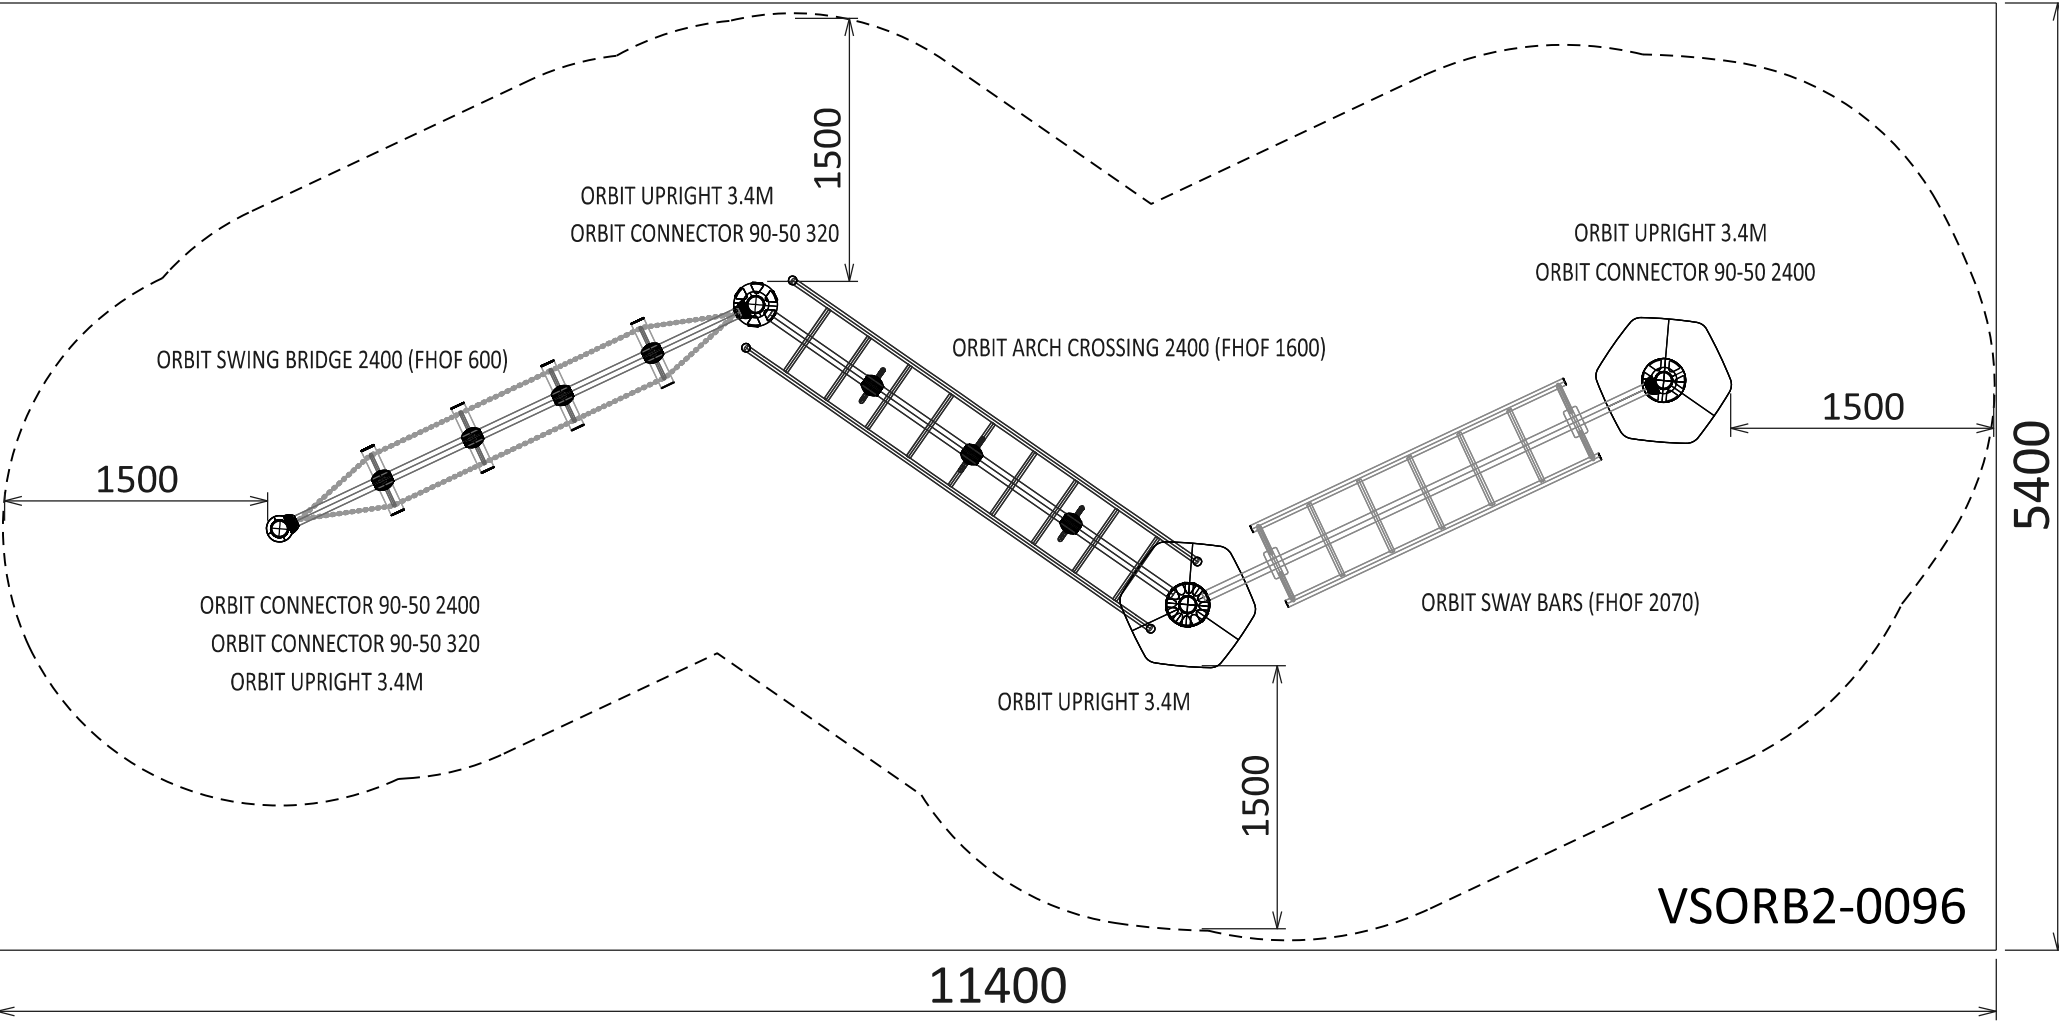 1500
ORBIT UPRIGHT 3.4M
ORBIT CONNECTOR 90-50 320
ORBIT UPRIGHT 3.4M
ORBIT CONNECTOR 90-50 2400
ORBIT SWING BRIDGE 2400 (FHOF 600)
ORBIT ARCH CROSSING 2400 (FHOF 1600)
1500
1500
5400
ORBIT CONNECTOR 90-50 2400
ORBIT CONNECTOR 90-50 320
ORBIT UPRIGHT 3.4M
ORBIT SWAY BARS (FHOF 2070)
ORBIT UPRIGHT 3.4M
1500
VSORB2-0096
11400